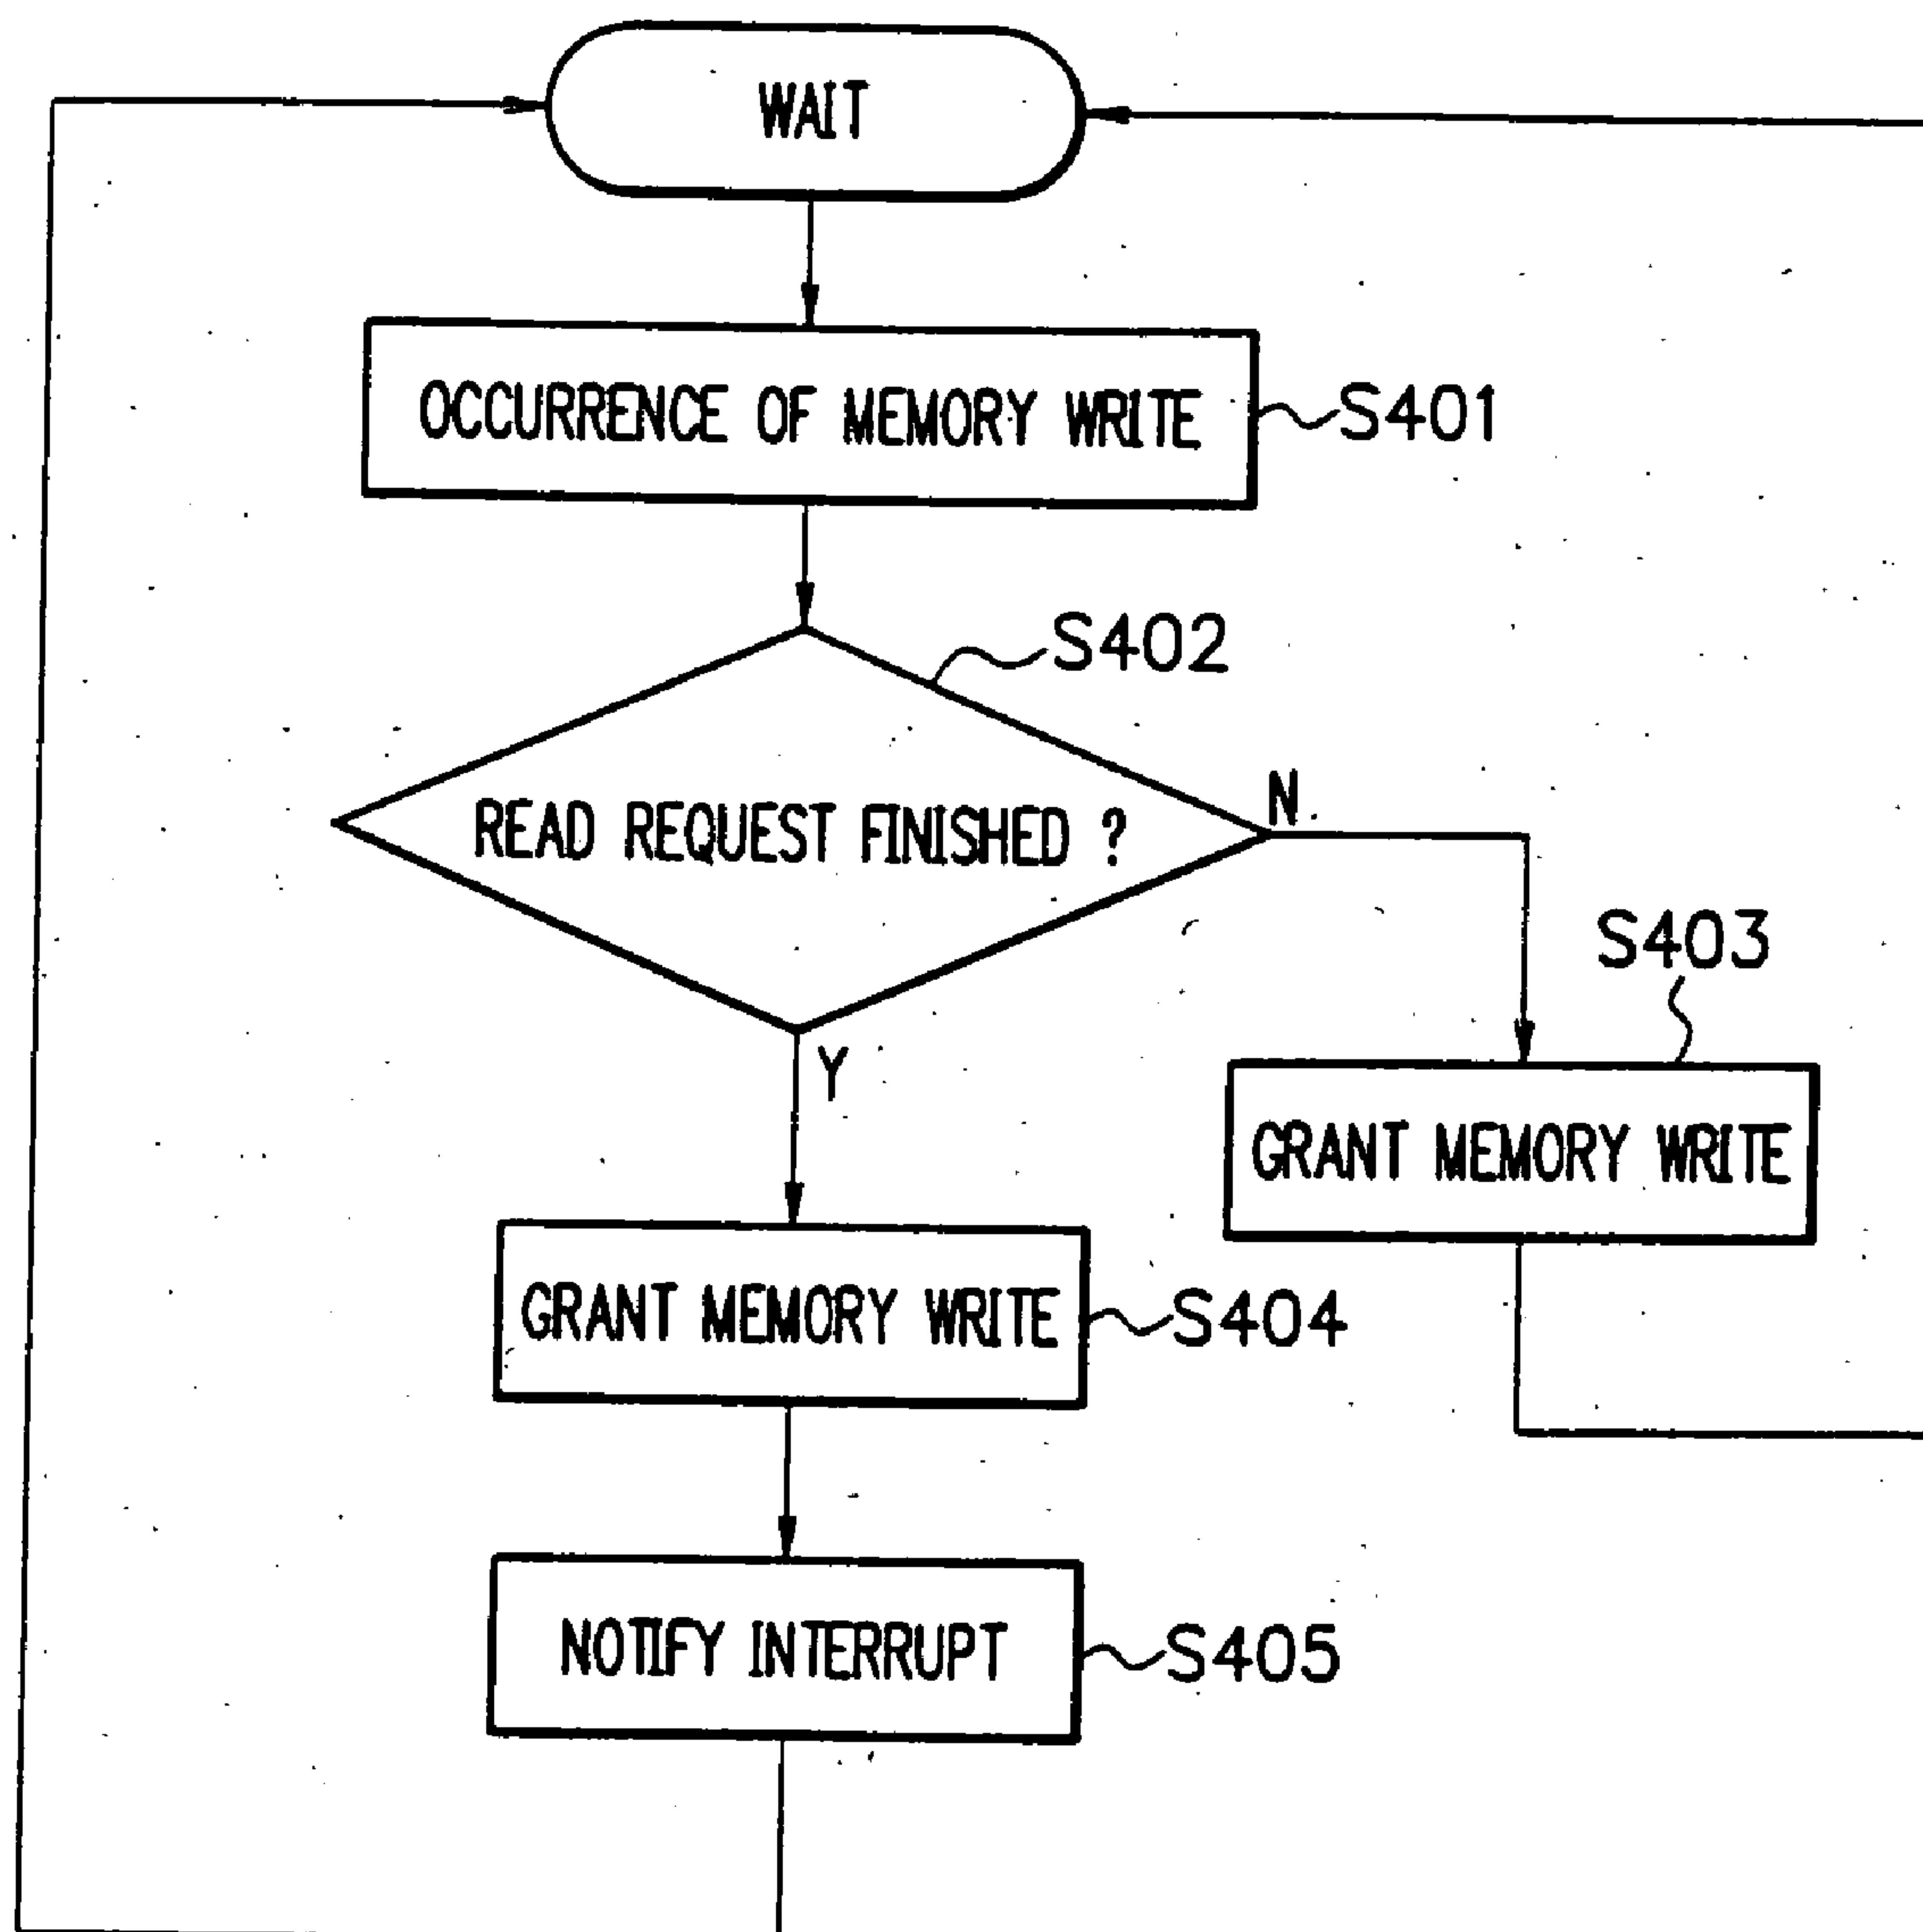 WAIT
OCCURRENCE OF MEMORY WRITE
S401
S402
READ REQUEST FINISHED ?
N
S403
Y
GRANT MEMORY WRITE
GRANT MEMORY WRITE
S404
NOTIFY INTERRUPT
S405